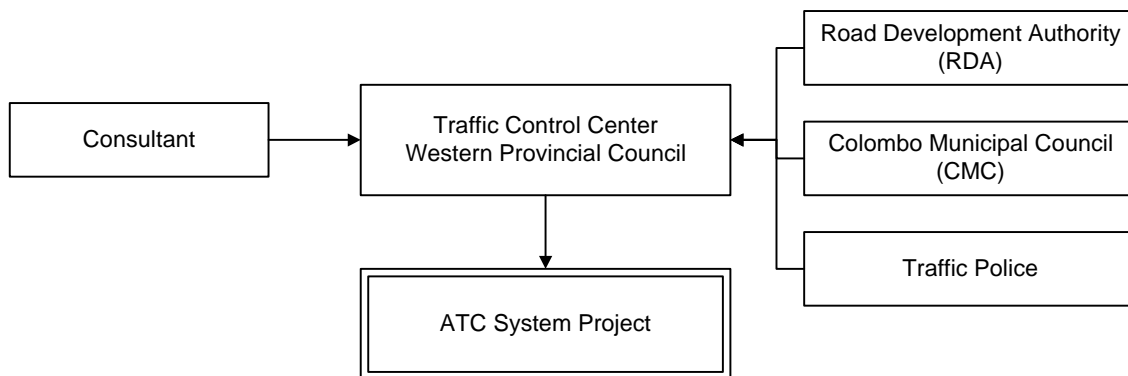 Consultant
Traffic Control Center
Western Provincial Council
ATC System Project
Road Development Authority
(RDA)
Colombo Municipal Council
(CMC)
Traffic Police